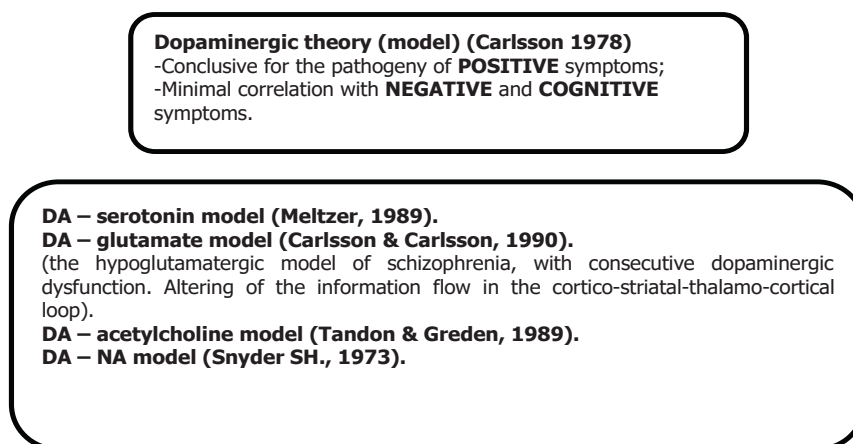 Dopaminergic theory (model) (Carlsson 1978)
-Conclusive for the pathogeny of POSITIVE symptoms;
-Minimal correlation with NEGATIVE and COGNITIVE
symptoms.
DA – serotonin model (Meltzer, 1989).
DA – glutamate model (Carlsson & Carlsson, 1990).
(the hypoglutamatergic model of schizophrenia, with consecutive dopaminergic
dysfunction. Altering of the information flow in the cortico-striatal-thalamo-cortical
loop).
DA – acetylcholine model (Tandon & Greden, 1989).
DA – NA model (Snyder SH., 1973).